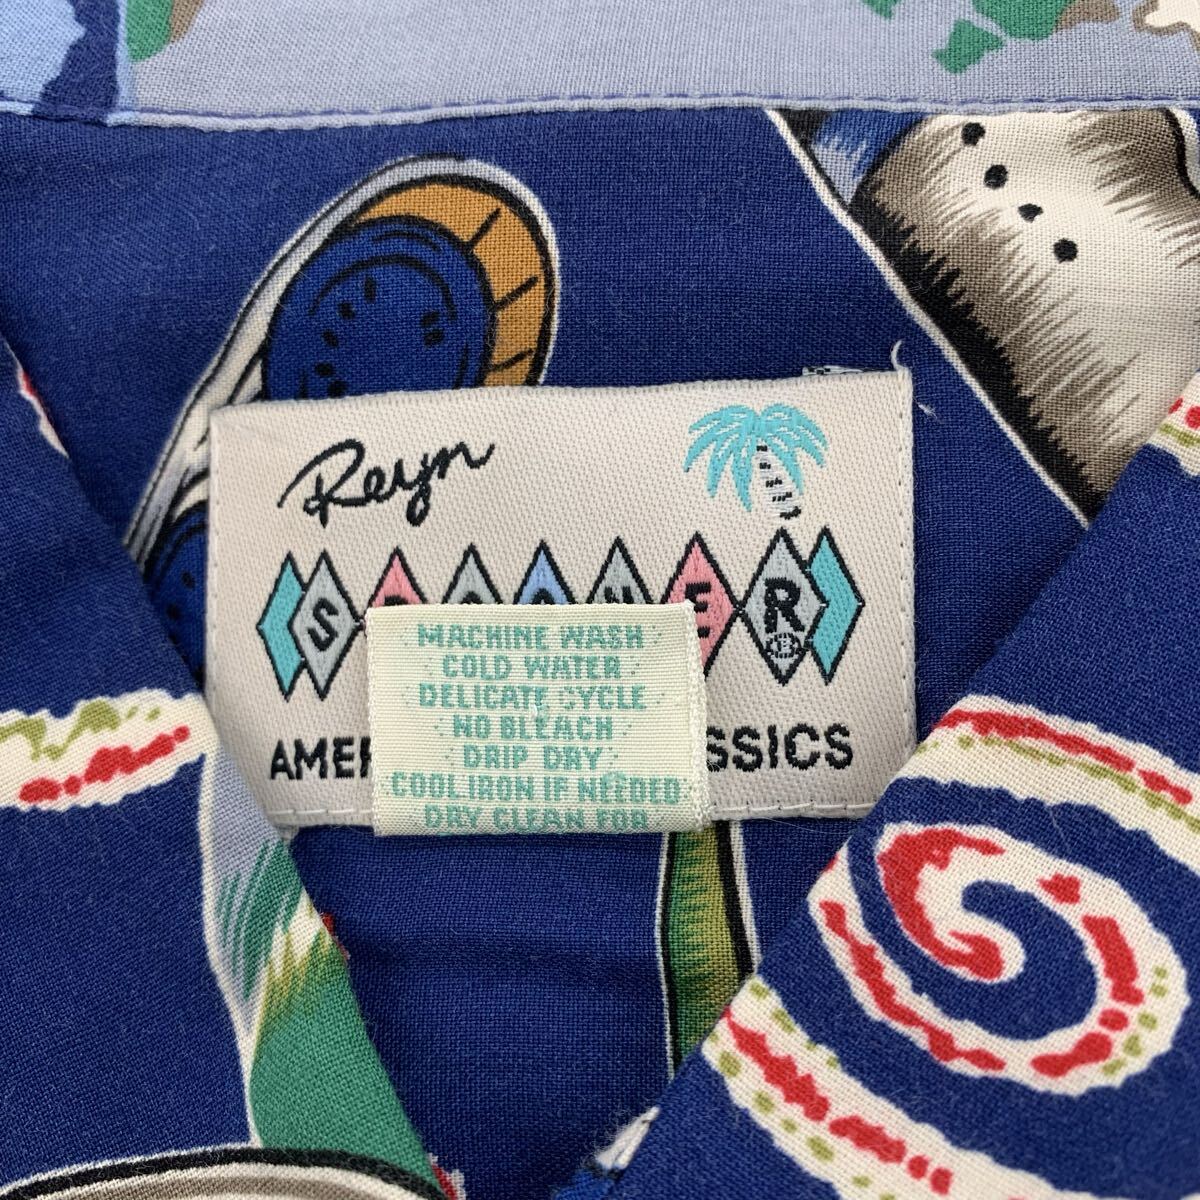 Reyn
SPOONER
AMER SSICS
MACHINE WASH
COLD WATER
DELICATE CYCLE
NO BLEACH
DRIP DRY
COOL IRON IF NEEDED
DRY CLEAN FOR